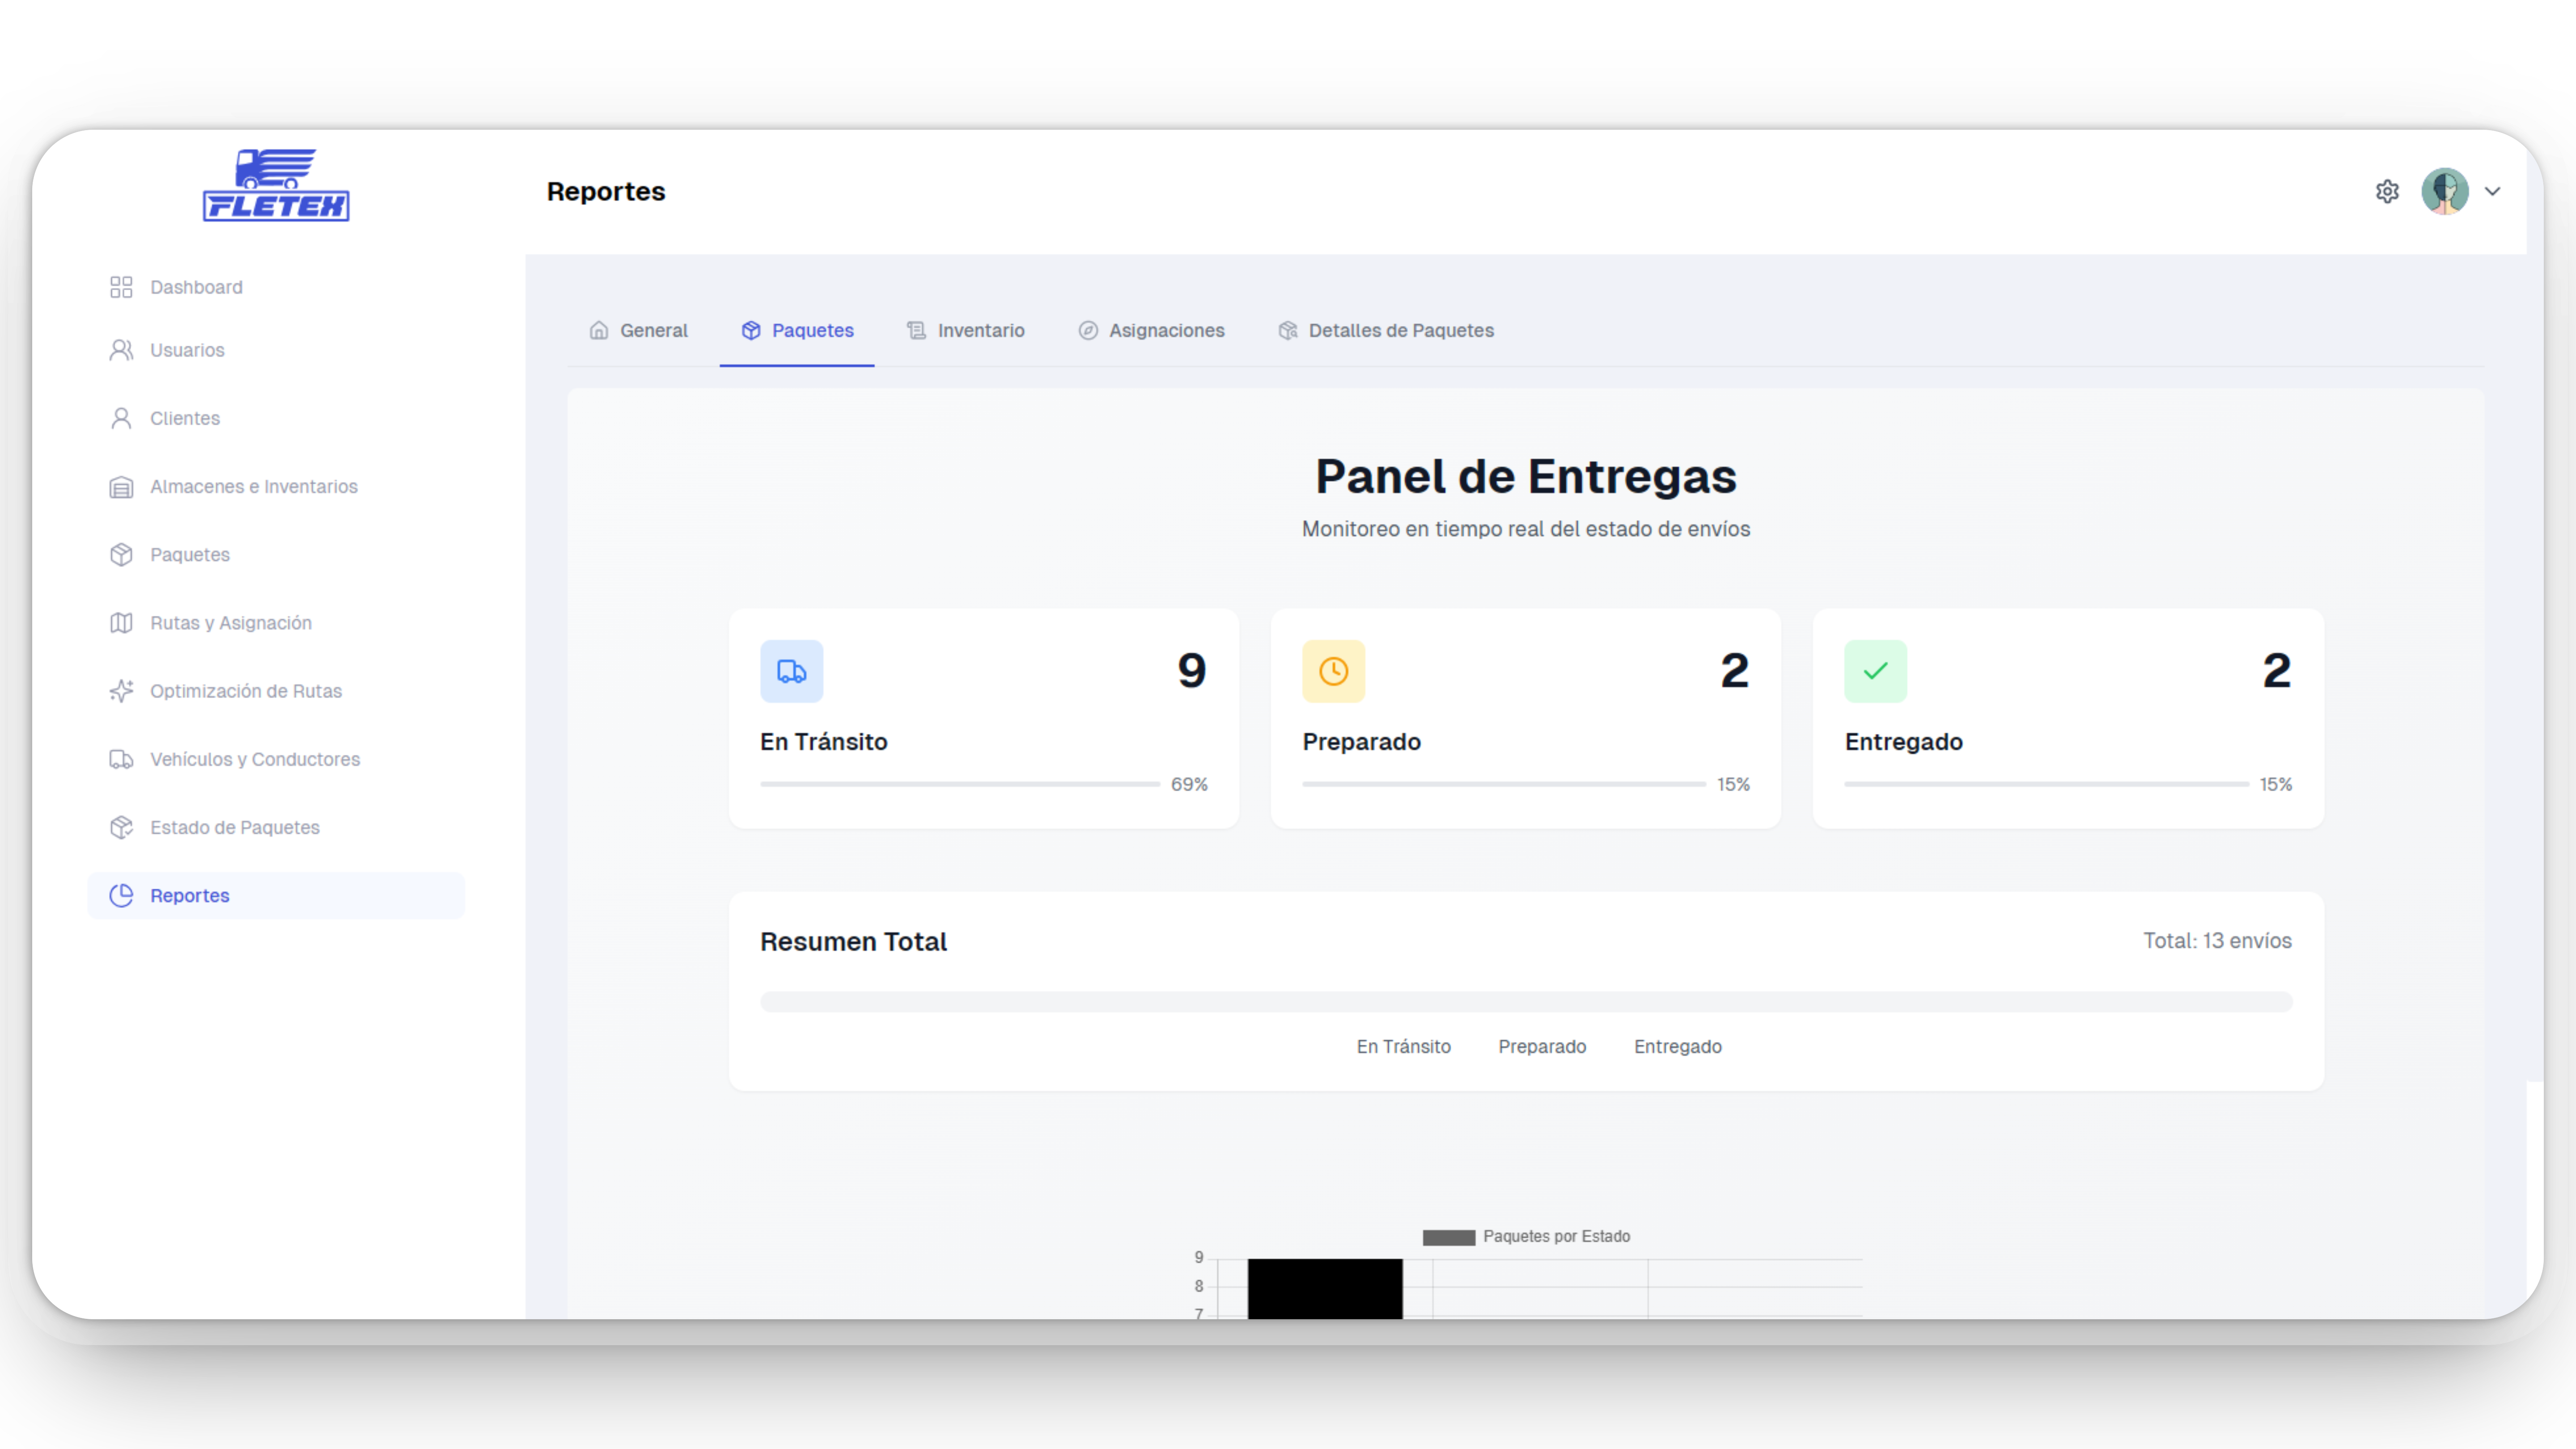 FLETEX
Reportes
Dashboard
Usuarios
Clientes
Almacenes e Inventarios
Paquetes
Rutas y Asignación
Optimización de Rutas
Vehículos y Conductores
Estado de Paquetes
Reportes
General
Paquetes
Inventario
Asignaciones
Detalles de Paquetes
Panel de Entregas
Monitoreo en tiempo real del estado de envíos
9
En Tránsito
69%
2
Preparado
15%
2
Entregado
15%
Resumen Total
Total: 13 envíos
En Tránsito
Preparado
Entregado
Paquetes por Estado
9
8
7